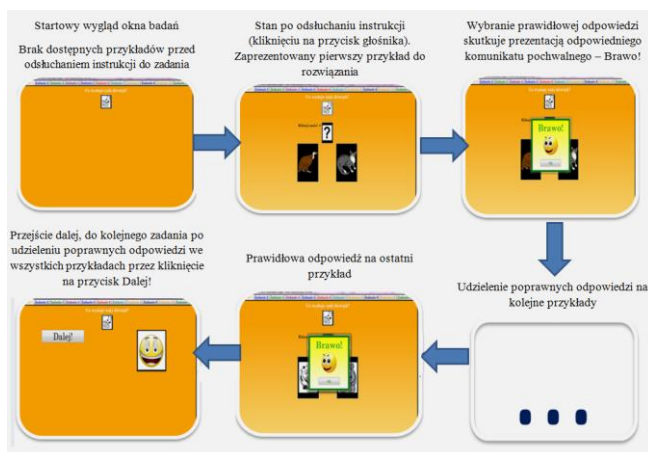 Startowy wygląd okna badań
Brak dostępnych przykładów przed
odsłuchaniem instrukcji do zadania
Stan po odsłuchaniu instrukcji
(kliknięciu na przycisk głośnika).
Zaprezentowany pierwszy przykład do
rozwiązania
Wybranie prawidłowej odpowiedzi
skutkuje prezentacją odpowiedniego
komunikatu pochwalnego – Brawo!
?
Brawo!
Przejście dalej, do kolejnego zadania po
udzieleniu poprawnych odpowiedzi we
wszystkich przykładach przez kliknięcie
na przycisk Dalej!
Prawidłowa odpowiedź na ostatni
przykład
Udzielenie poprawnych odpowiedzi na
kolejne przykłady
Dalej!
Brawo!